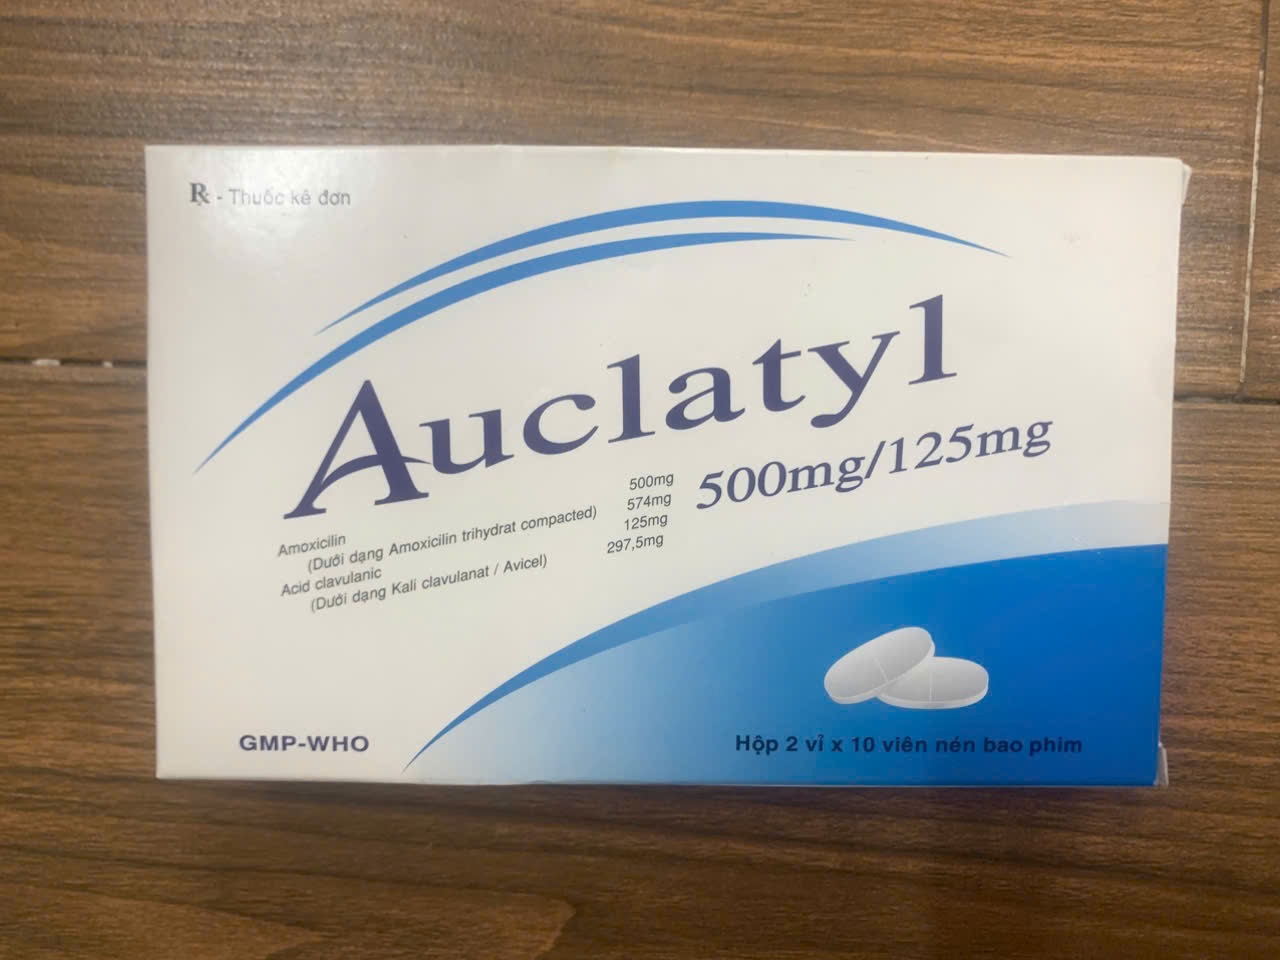 Rx - Thuốc kê đơn
Auclatyl
500mg/125mg
Amoxicilin 500mg
(Dưới dạng Amoxicilin trihydrat compacted) 574mg
Acid clavulanic 125mg
(Dưới dạng Kali clavulanat / Avicel) 297,5mg
GMP-WHO
Hộp 2 vỉ x 10 viên nén bao phim